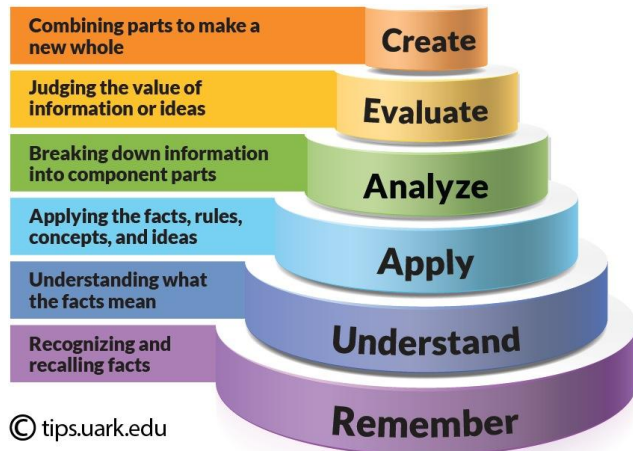 Combining parts to make a
new whole
Create
Judging the value of
information or ideas
Evaluate
Breaking down information
into component parts
Analyze
Applying the facts, rules,
concepts, and ideas
Apply
Understanding what
the facts mean
Understand
Recognizing and
recalling facts
Remember
© tips.uark.edu